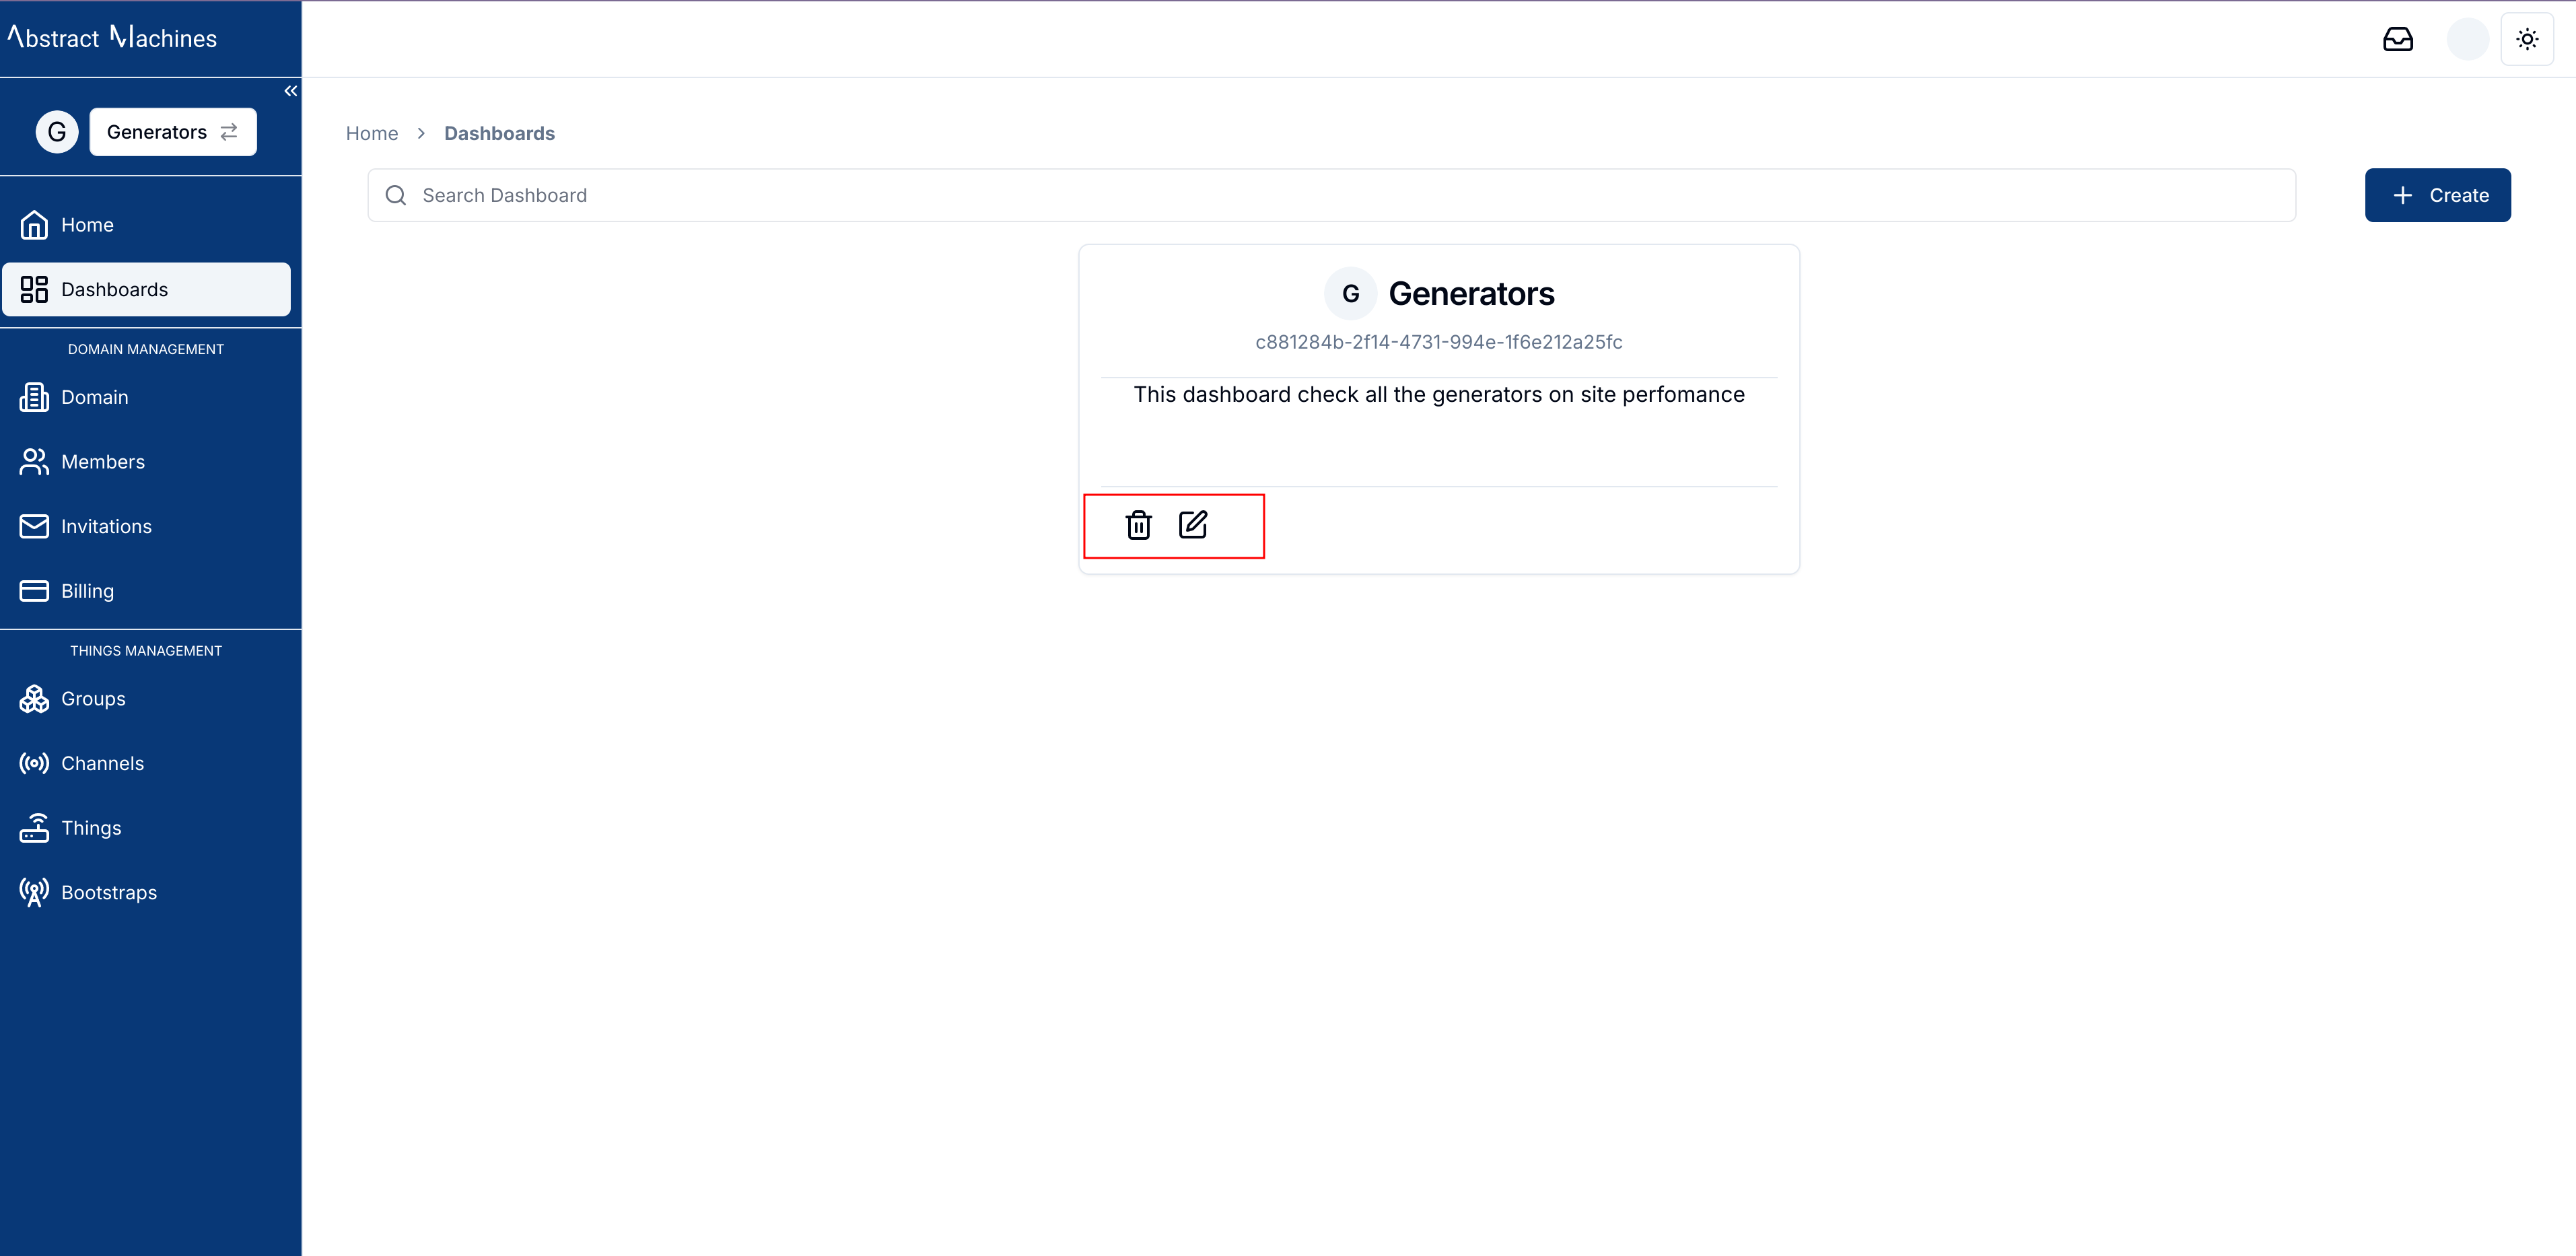 Abstract Machines
G
Generators
Home
Dashboards
DOMAIN MANAGEMENT
Domain
Members
Invitations
Billing
THINGS MANAGEMENT
Groups
Channels
Things
Bootstraps
Home > Dashboards
Search Dashboard
Create
G
Generators
c881284b-2f14-4731-994e-1f6e212a25fc
This dashboard check all the generators on site perfomance